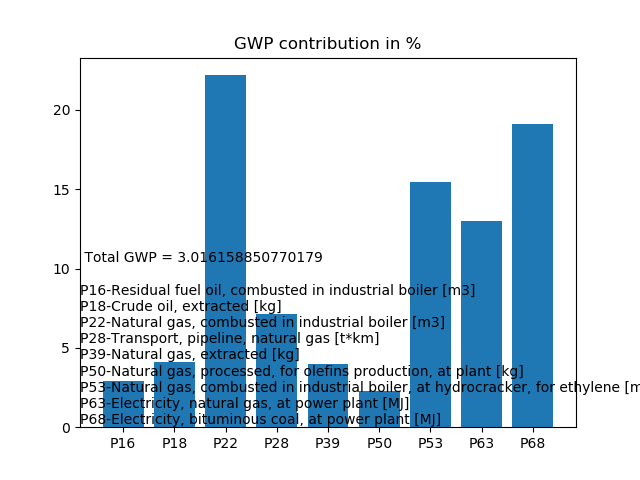 GWP contribution in %
20
15
10
5
0
Total GWP = 3.016158850770179
P16-Residual fuel oil, combusted in industrial boiler [m3]
P18-Crude oil, extracted [kg]
P22-Natural gas, combusted in industrial boiler [m3]
P28-Transport, pipeline, natural gas [t*km]
P39-Natural gas, extracted [kg]
P50-Natural gas, processed, for olefins production, at plant [kg]
P53-Natural gas, combusted in industrial boiler, at hydrocracker, for ethylene [m
P63-Electricity, natural gas, at power plant [MJ]
P68-Electricity, bituminous coal, at power plant [MJ]
P16 P18 P22 P28 P39 P50 P53 P63 P68